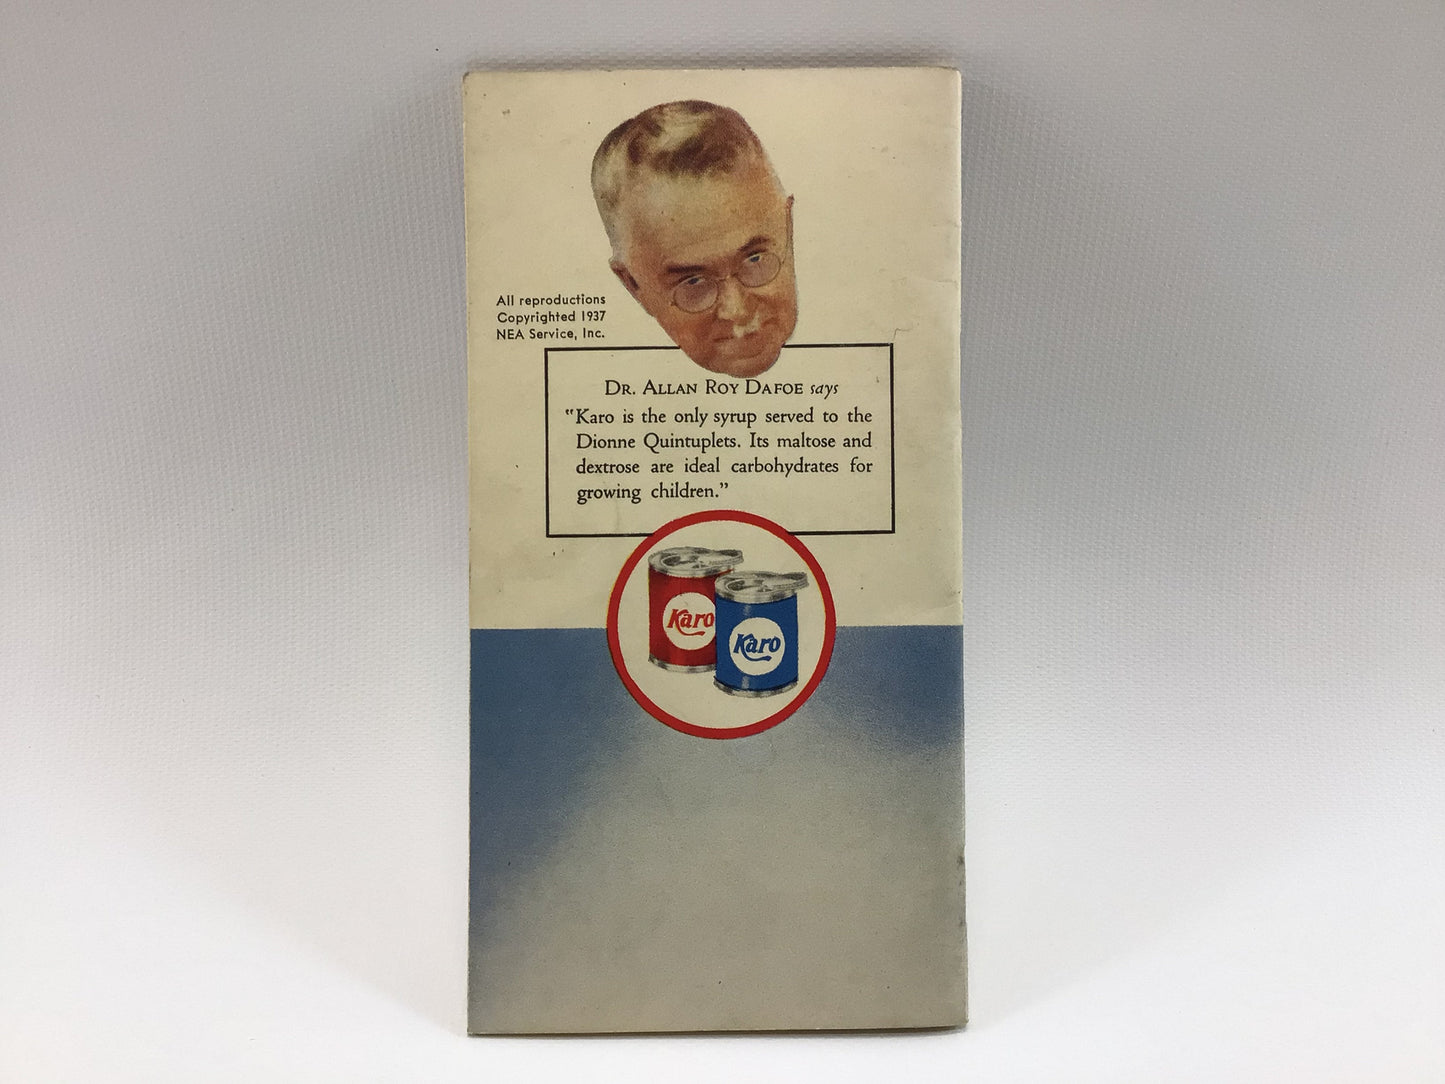 All reproductions
Copyrighted 1937
NEA Service, Inc.
DR. ALLAN ROY DAFOE says
"Karo is the only syrup served to the
Dionne Quintuplets. Its maltose and
dextrose are ideal carbohydrates for
growing children."
Karo
Karo